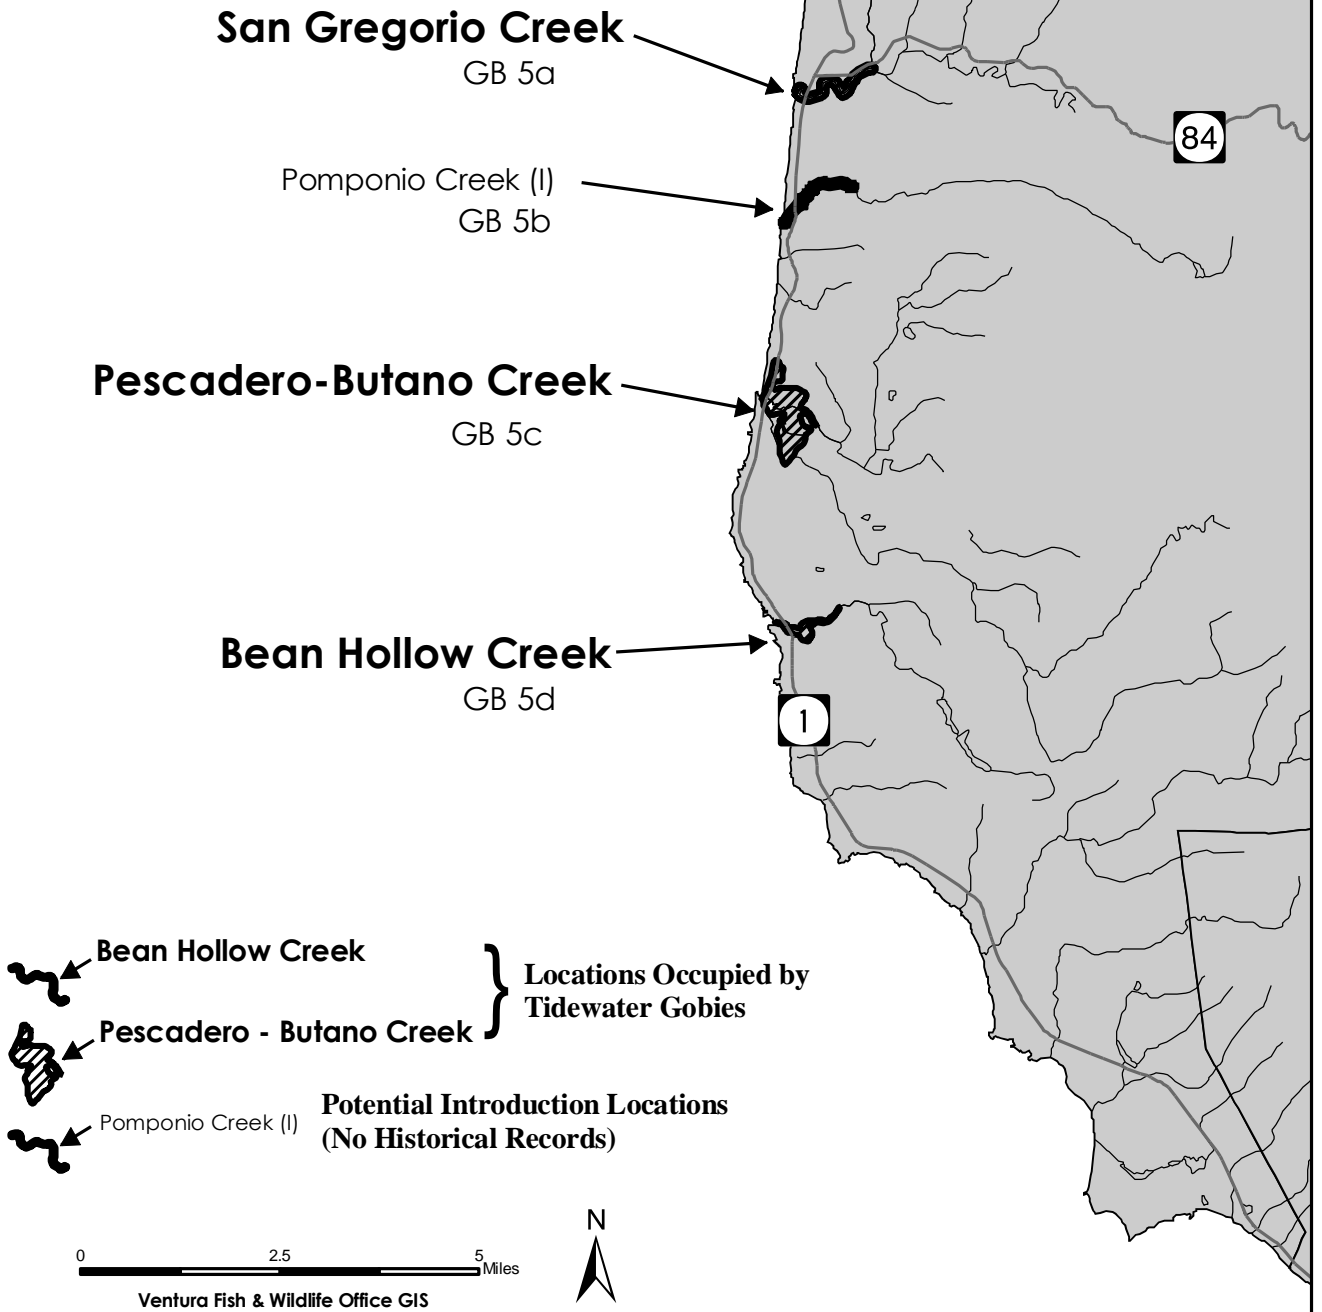 San Gregorio Creek
GB 5a
84
Pomponio Creek (I)
GB 5b
Pescadero-Butano Creek
GB 5c
Bean Hollow Creek
GB 5d
1
Bean Hollow Creek
Locations Occupied by
Tidewater Gobies
Pescadero - Butano Creek
Pomponio Creek (I)
Potential Introduction Locations
(No Historical Records)
N
0 2.5 5
Miles
Ventura Fish & Wildlife Office GIS